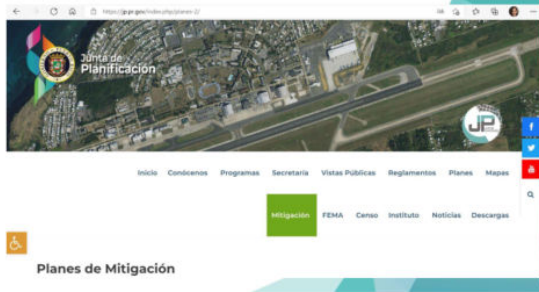 https://jp.pr.gov/index.php/planes-2/
Junta de
Planificación
JP
Inicio Conócenos Programas Secretaría Vistas Públicas Reglamentos Planes Mapas
Mitigación FEMA Censo Instituto Noticias Descargas
Planes de Mitigación